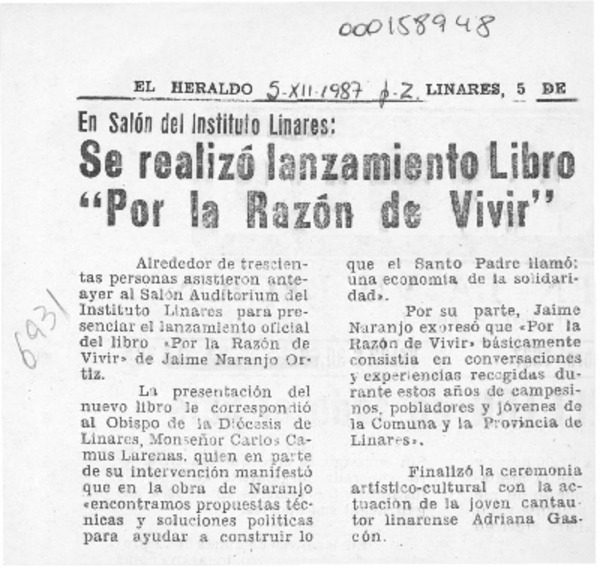 000158948
EL HERALDO 5-XII-1987 p-2. LINARES, 5 DE
En Salón del Instituto Linares:
Se realizó lanzamiento Libro
"Por la Razón de Vivir"
6931
Alrededor de trescien-
tas personas asistieron ante-
ayer al Salón Auditorium del
Instituto Linares para pre-
senciar el lanzamiento oficial
del libro «Por la Razón de
Vivir» de Jaime Naranjo Or-
tiz.
La presentación del
nuevo libro le correspondió
al Obispo de la Diócesis de
Linares, Monseñor Carlos Ca-
mus Larenas, quien en parte
de su intervención manifestó
que en la obra de Naranjo
«encontramos propuestas téc-
nicas y soluciones políticas
para ayudar a construir lo
que el Santo Padre llamó:
una economía de la solidari-
dad».
Por su parte, Jaime
Naranjo expresó que «Por la
Razón de Vivir» básicamente
consistía en conversaciones
y experiencias recogidas du-
rante estos años de campesi-
nos, pobladores y jóvenes de
la Comuna y la Provincia de
Linares».
Finalizó la ceremonia
artístico-cultural con la ac-
tuación de la joven cantau-
tor linarense Adriana Gas-
cón.